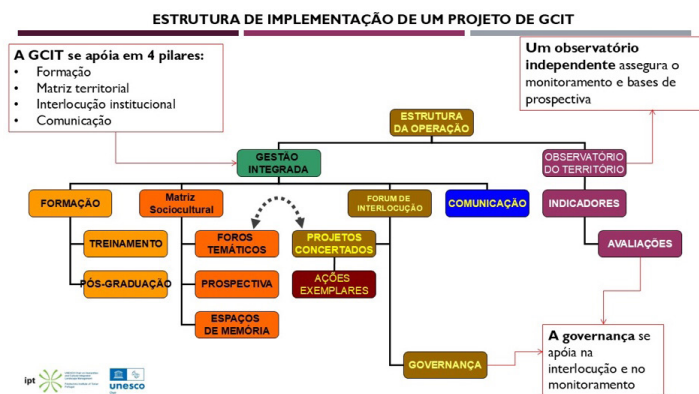 ESTRUTURA DE IMPLEMENTAÇÃO DE UM PROJETO DE GCIT
A GCIT se apóia em 4 pilares:
• Formação
• Matriz territorial
• Interlocução institucional
• Comunicação
Um observatório
independente assegura o
monitoramento e bases de
prospectiva
ESTRUTURA
DA OPERAÇÃO
GESTÃO
INTEGRADA
OBSERVATÓRIO
DO TERRITÓRIO
FORMAÇÃO
Matriz
Sociocultural
FORUM DE
INTERLOCUÇÃO
COMUNICAÇÃO
INDICADORES
TREINAMENTO
FOROS
TEMÁTICOS
PROJETOS
CONCERTADOS
AVALIAÇÕES
PÓS-GRADUAÇÃO
PROSPECTIVA
AÇÕES
EXEMPLARES
ESPAÇOS
DE MEMÓRIA
GOVERNANÇA
A governança se
apóia na
interlocução e no
monitoramento
ipt
unesco